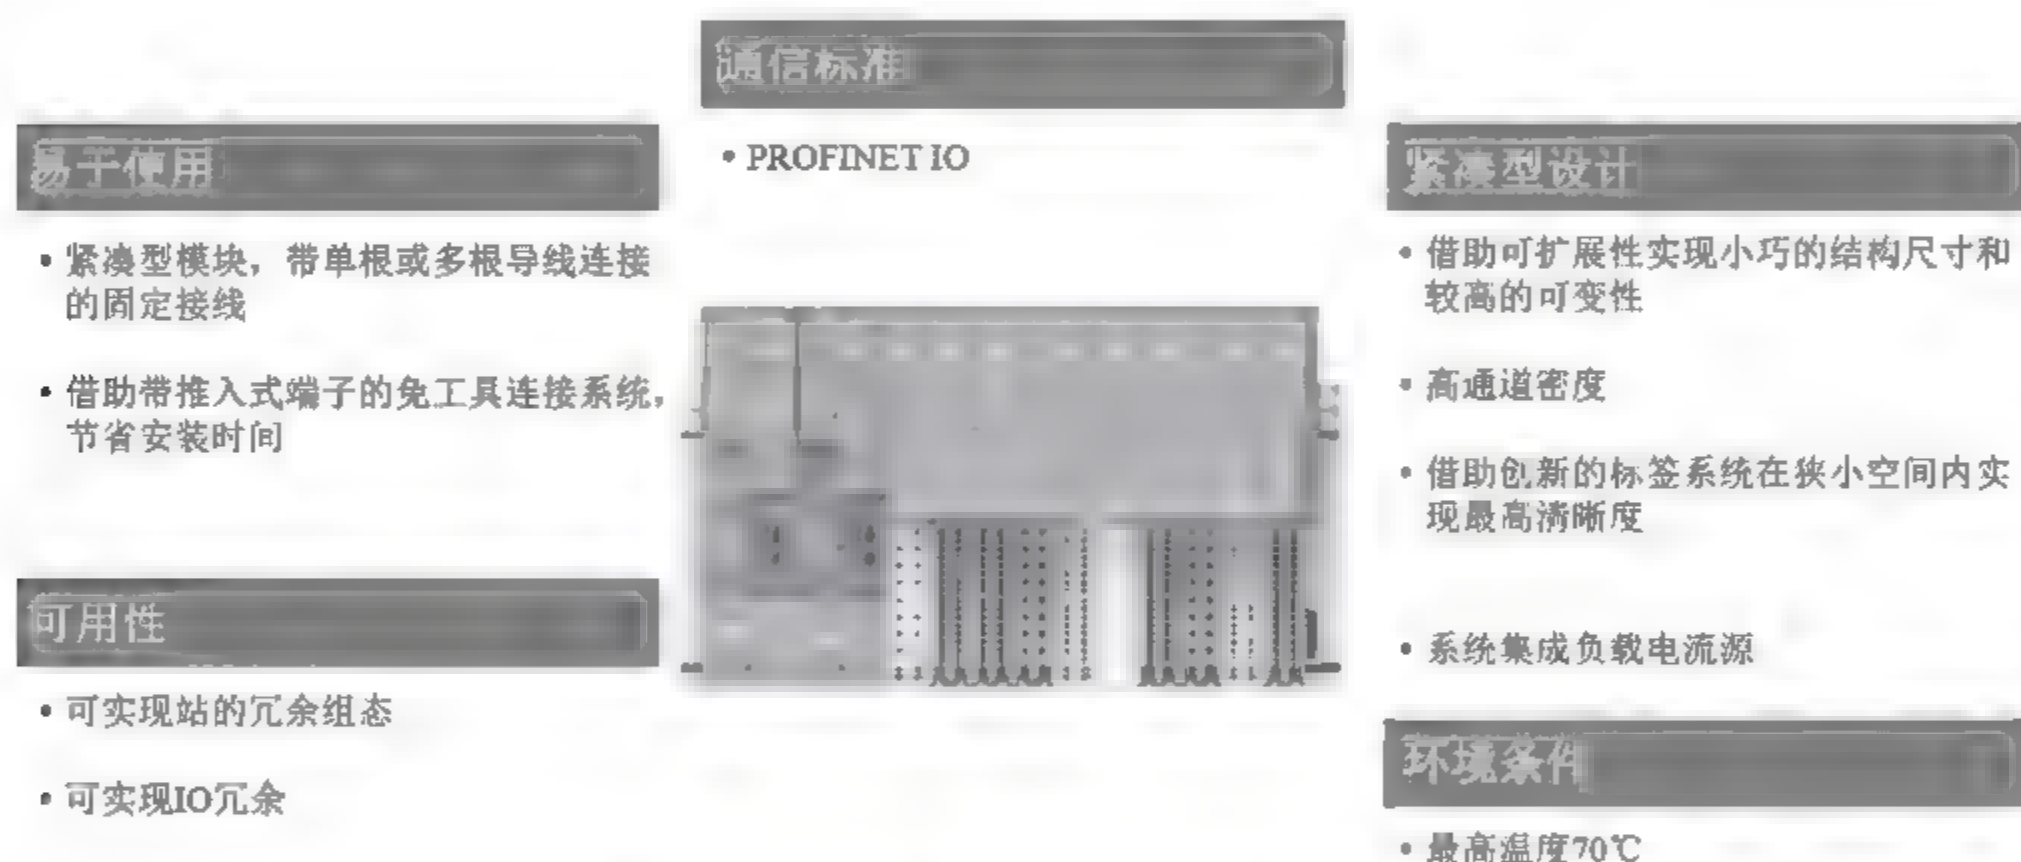 通信标准
• PROFINET IO
易于使用
• 紧凑型模块，带单根或多根导线连接
的固定接线
• 借助带推入式端子的免工具连接系统，
节省安装时间
可用性
• 可实现站的冗余组态
• 可实现IO冗余
紧凑型设计
• 借助可扩展性实现小巧的结构尺寸和
较高的可变性
• 高通道密度
• 借助创新的标签系统在狭小空间内实
现最高清晰度
• 系统集成负载电流源
环境条件
• 最高温度70℃